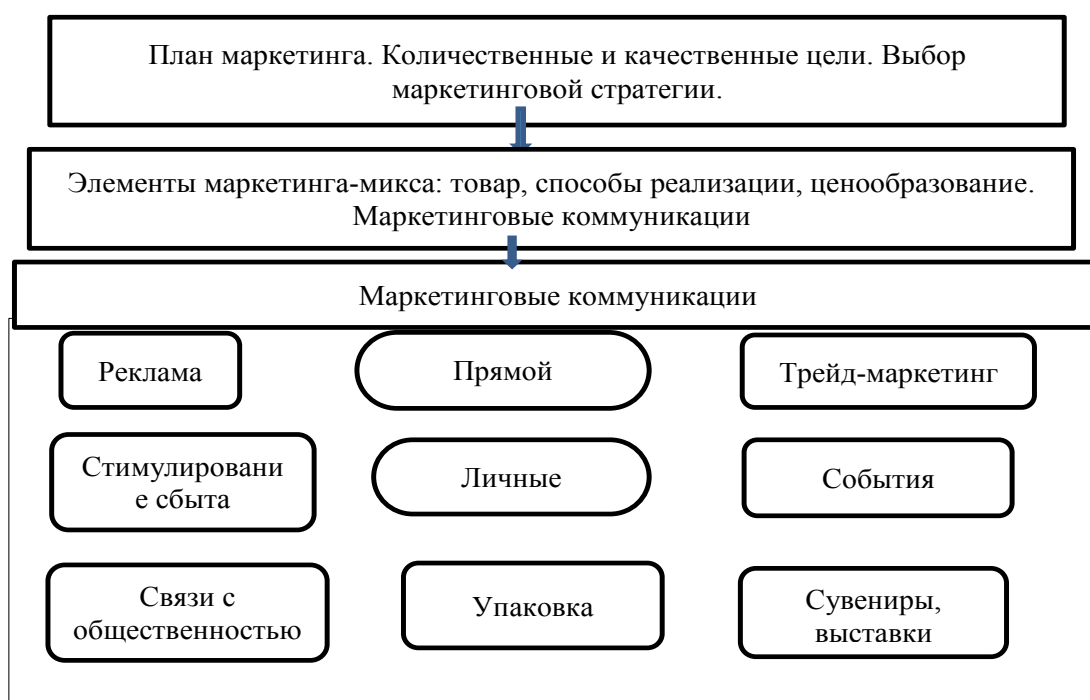 План маркетинга. Количественные и качественные цели. Выбор
маркетинговой стратегии.
Элементы маркетинга-микса: товар, способы реализации, ценообразование.
Маркетинговые коммуникации
Маркетинговые коммуникации
Реклама
Прямой
Трейд-маркетинг
Стимулировани
е сбыта
Личные
События
Связи с
общественностью
Упаковка
Сувениры,
выставки